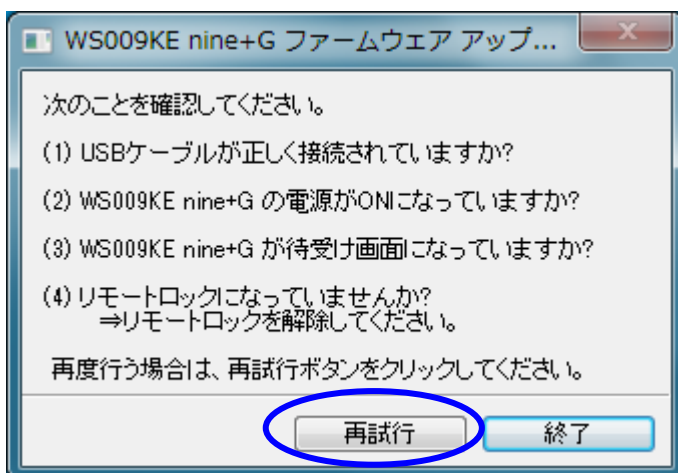 WS009KE nine+G ファームウェア アップ...
次のことを確認してください。
(1) USBケーブルが正しく接続されていますか?
(2) WS009KE nine+G の電源がONになっていますか?
(3) WS009KE nine+G が待受け画面になっていますか?
(4) リモートロックになっていませんか?
⇒リモートロックを解除してください。
再度行う場合は、再試行ボタンをクリックしてください。
再試行
終了